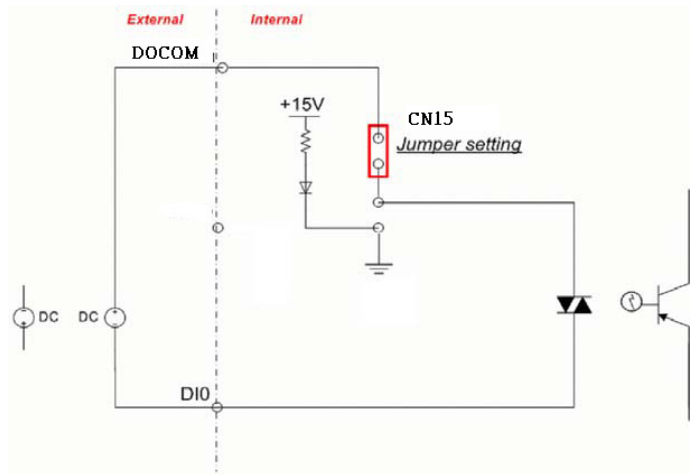 External Internal
DOCOM
+15V
CN15
Jumper setting
DC DC
DI0